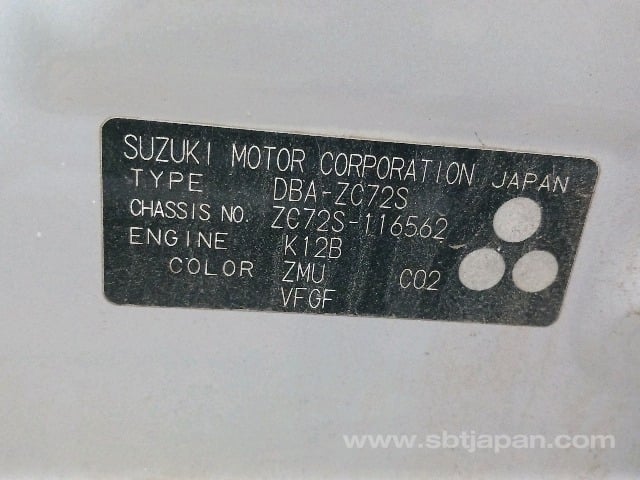 SUZUKI MOTOR CORPORATION JAPAN
TYPE DBA-ZC72S
CHASSIS NO. ZC72S-116562
ENGINE K12B
COLOR ZMU C02
VFGF
www.sbtjapan.com